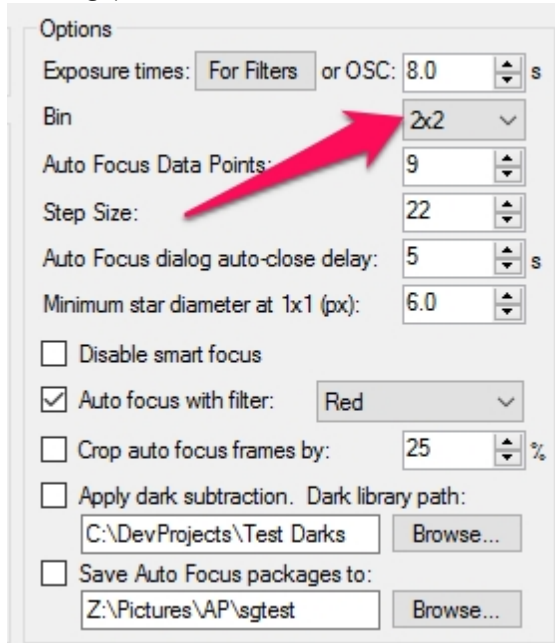 Options
Exposure times: For Filters or OSC: 8.0 s
Bin 2x2
Auto Focus Data Points: 9
Step Size: 22
Auto Focus dialog auto-close delay: 5 s
Minimum star diameter at 1x1 (px): 6.0
Disable smart focus
Auto focus with filter: Red
Crop auto focus frames by: 25 %
Apply dark subtraction. Dark library path:
C:\DevProjects\Test Darks Browse...
Save Auto Focus packages to:
Z:\Pictures\AP\sgtest Browse...